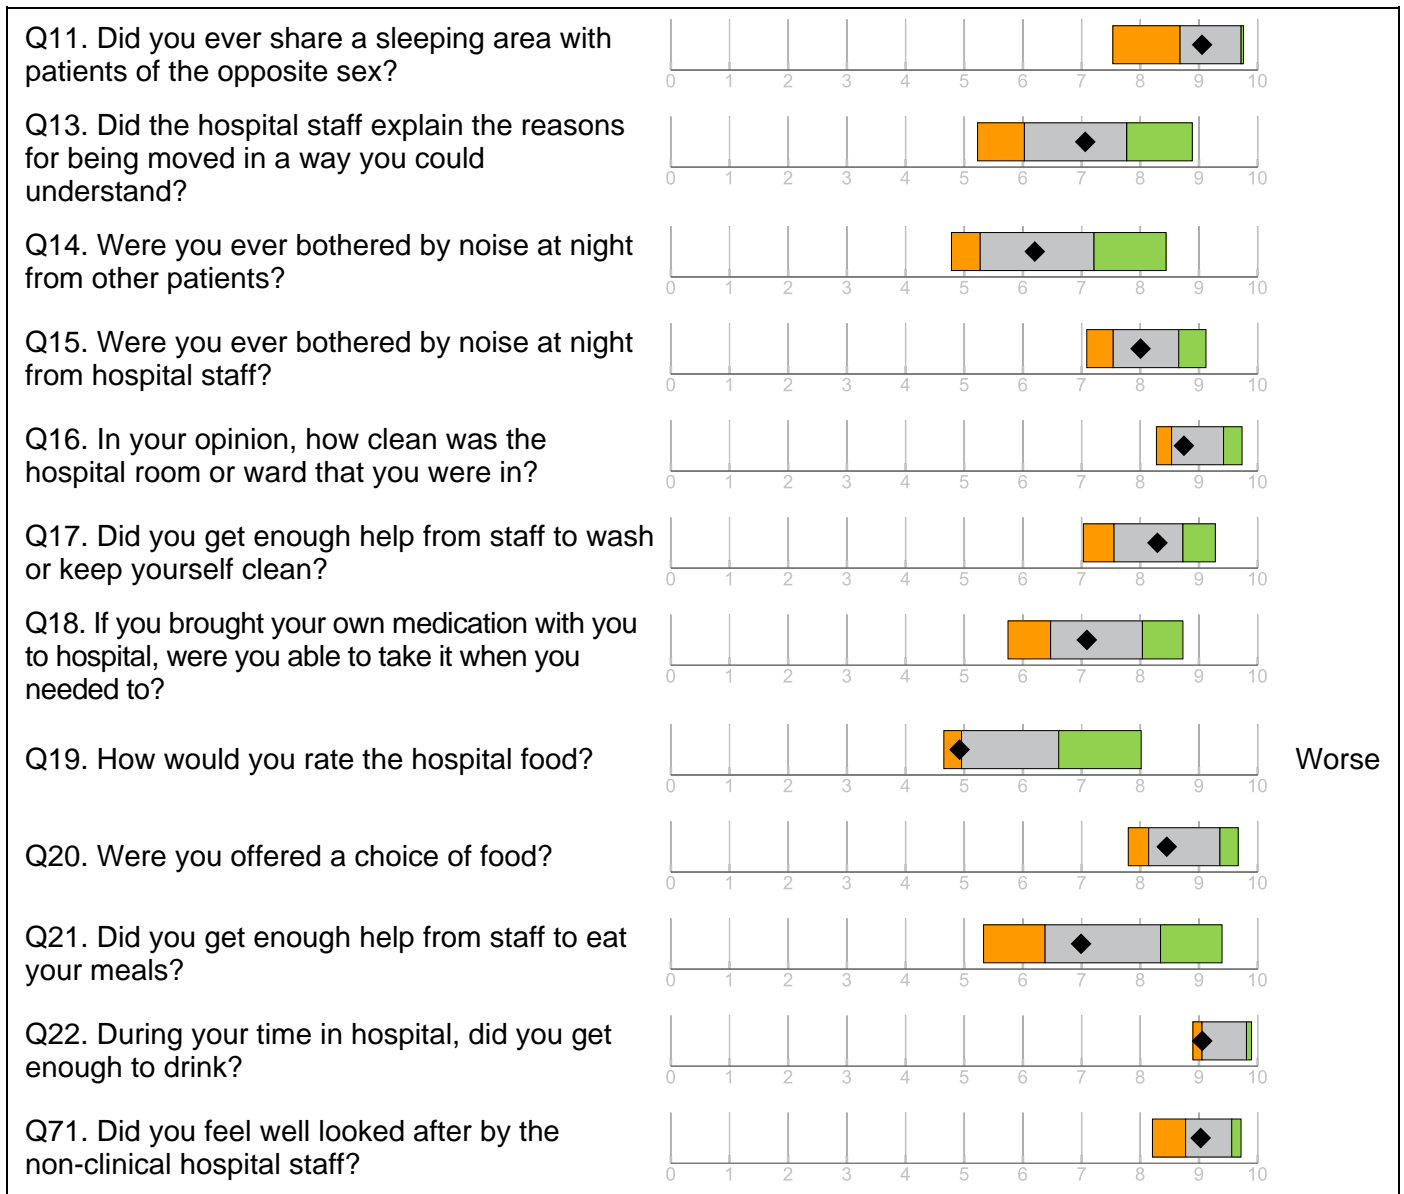 Q11. Did you ever share a sleeping area with
patients of the opposite sex?
0 1 2 3 4 5 6 7 8 9 10
Q13. Did the hospital staff explain the reasons
for being moved in a way you could
understand?
0 1 2 3 4 5 6 7 8 9 10
Q14. Were you ever bothered by noise at night
from other patients?
0 1 2 3 4 5 6 7 8 9 10
Q15. Were you ever bothered by noise at night
from hospital staff?
0 1 2 3 4 5 6 7 8 9 10
Q16. In your opinion, how clean was the
hospital room or ward that you were in?
0 1 2 3 4 5 6 7 8 9 10
Q17. Did you get enough help from staff to wash
or keep yourself clean?
0 1 2 3 4 5 6 7 8 9 10
Q18. If you brought your own medication with you
to hospital, were you able to take it when you
needed to?
0 1 2 3 4 5 6 7 8 9 10
Q19. How would you rate the hospital food?
Worse
0 1 2 3 4 5 6 7 8 9 10
Q20. Were you offered a choice of food?
0 1 2 3 4 5 6 7 8 9 10
Q21. Did you get enough help from staff to eat
your meals?
0 1 2 3 4 5 6 7 8 9 10
Q22. During your time in hospital, did you get
enough to drink?
0 1 2 3 4 5 6 7 8 9 10
Q71. Did you feel well looked after by the
non-clinical hospital staff?
0 1 2 3 4 5 6 7 8 9 10